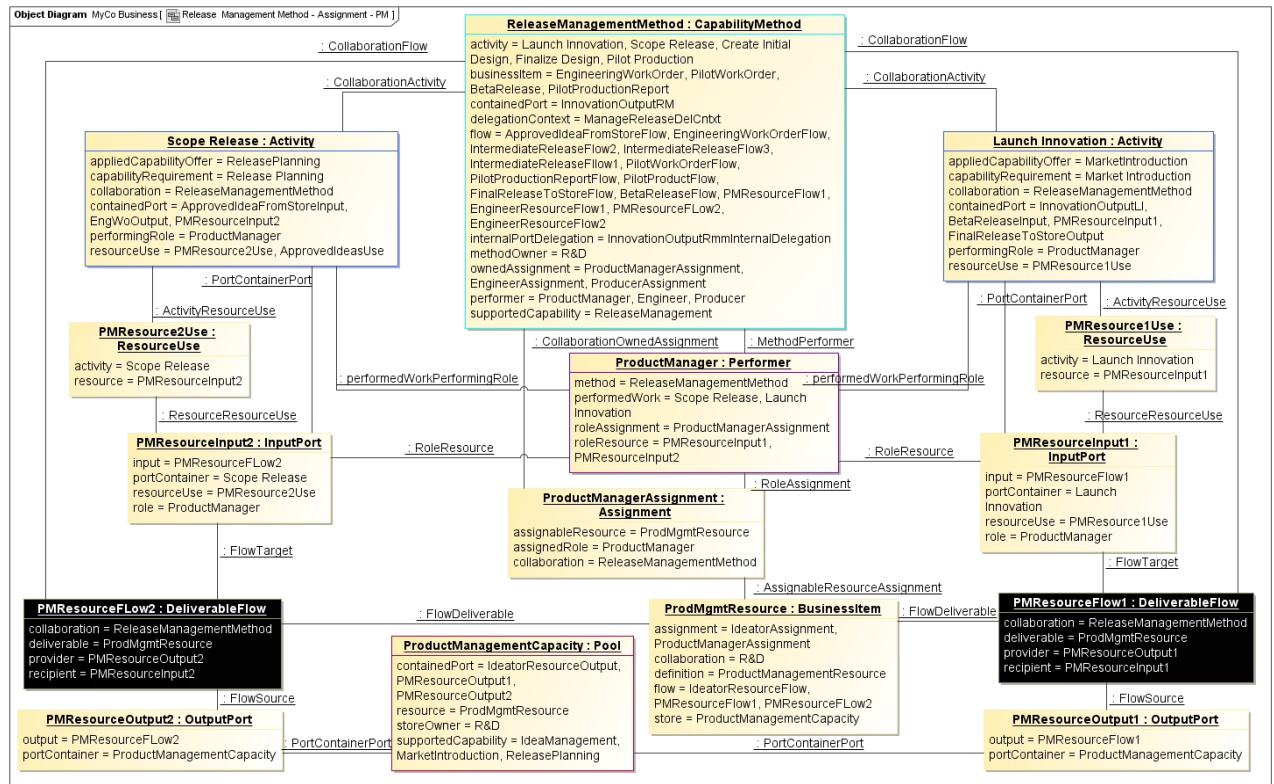 Object Diagram MyCo Business [ Release Management Method - Assignment - PM ]
ReleaseManagementMethod : CapabilityMethod
activity = Launch Innovation, Scope Release, Create Initial
Design, Finalize Design, Pilot Production
businessItem = EngineeringWorkOrder, PilotWorkOrder,
BetaRelease, PilotProductionReport
containedPort = InnovationOutputRM
delegationContext = ManageReleaseDelCntxt
flow = ApprovedIdeaFromStoreFlow, EngineeringWorkOrderFlow,
IntermediateReleaseFlow2, IntermediateReleaseFlow3,
IntermediateReleaseFlow1, PilotWorkOrderFlow,
PilotProductionReportFlow, PilotProductFlow,
FinalReleaseToStoreFlow, BetaReleaseFlow, PMResourceFlow1,
EngineerResourceFlow1, PMResourceFLow2,
EngineerResourceFlow2
internalPortDelegation = InnovationOutputRmmInternalDelegation
methodOwner = R&D
ownedAssignment = ProductManagerAssignment,
EngineerAssignment, ProducerAssignment
performer = ProductManager, Engineer, Producer
supportedCapability = ReleaseManagement
: CollaborationFlow
: CollaborationFlow
: CollaborationActivity
: CollaborationActivity
Scope Release : Activity
appliedCapabilityOffer = ReleasePlanning
capabilityRequirement = Release Planning
collaboration = ReleaseManagementMethod
containedPort = ApprovedIdeaFromStoreInput,
EngWoOutput, PMResourceInput2
performingRole = ProductManager
resourceUse = PMResource2Use, ApprovedIdeasUse
Launch Innovation : Activity
appliedCapabilityOffer = MarketIntroduction
capabilityRequirement = Market Introduction
collaboration = ReleaseManagementMethod
containedPort = InnovationOutputLI,
BetaReleaseInput, PMResourceInput1,
FinalReleaseToStoreOutput
performingRole = ProductManager
resourceUse = PMResource1Use
: PortContainerPort
: PortContainerPort
: ActivityResourceUse
: ActivityResourceUse
PMResource2Use :
ResourceUse
activity = Scope Release
resource = PMResourceInput2
: CollaborationOwnedAssignment
: MethodPerformer
PMResource1Use :
ResourceUse
activity = Launch Innovation
resource = PMResourceInput1
: performedWorkPerformingRole
: performedWorkPerformingRole
ProductManager : Performer
method = ReleaseManagementMethod
performedWork = Scope Release, Launch
Innovation
roleAssignment = ProductManagerAssignment
roleResource = PMResourceInput1,
PMResourceInput2
: ResourceResourceUse
: ResourceResourceUse
PMResourceInput2 : InputPort
input = PMResourceFLow2
portContainer = Scope Release
resourceUse = PMResource2Use
role = ProductManager
: RoleResource
: RoleResource
PMResourceInput1 :
InputPort
input = PMResourceFlow1
portContainer = Launch
Innovation
resourceUse = PMResource1Use
role = ProductManager
: RoleAssignment
ProductManagerAssignment :
Assignment
assignableResource = ProdMgmtResource
assignedRole = ProductManager
collaboration = ReleaseManagementMethod
: FlowTarget
: FlowTarget
: AssignableResourceAssignment
PMResourceFLow2 : DeliverableFlow
collaboration = ReleaseManagementMethod
deliverable = ProdMgmtResource
provider = PMResourceOutput2
recipient = PMResourceInput2
: FlowDeliverable
ProdMgmtResource : BusinessItem
assignment = IdeatorAssignment,
ProductManagerAssignment
collaboration = R&D
definition = ProductManagementResource
flow = IdeatorResourceFlow,
PMResourceFlow1, PMResourceFLow2
store = ProductManagementCapacity
: FlowDeliverable
PMResourceFlow1 : DeliverableFlow
collaboration = ReleaseManagementMethod
deliverable = ProdMgmtResource
provider = PMResourceOutput1
recipient = PMResourceInput1
ProductManagementCapacity : Pool
containedPort = IdeatorResourceOutput,
PMResourceOutput1,
PMResourceOutput2
resource = ProdMgmtResource
storeOwner = R&D
supportedCapability = IdeaManagement,
MarketIntroduction, ReleasePlanning
: FlowSource
: FlowSource
PMResourceOutput2 : OutputPort
output = PMResourceFLow2
portContainer = ProductManagementCapacity
: PortContainerPort
: PortContainerPort
PMResourceOutput1 : OutputPort
output = PMResourceFlow1
portContainer = ProductManagementCapacity